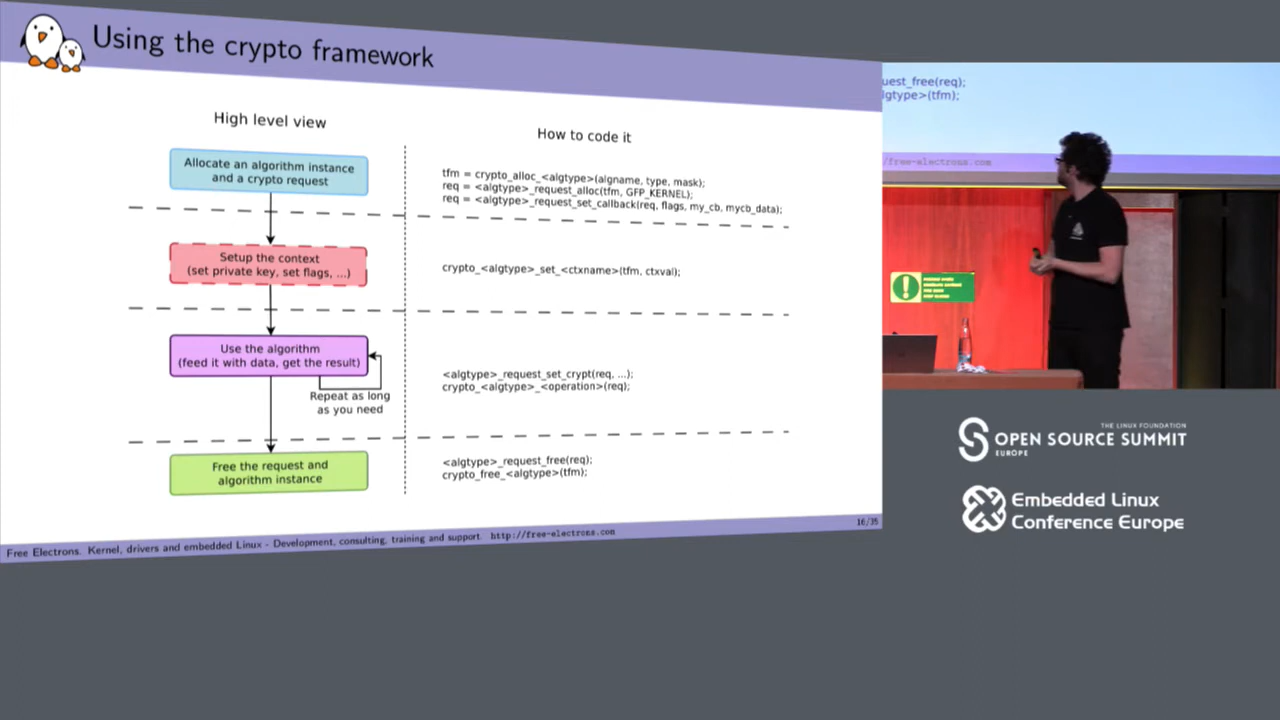 Using the crypto framework
High level view
How to code it
Allocate an algorithm instance
and a crypto request
tfm = crypto_alloc_<algtype>(algname, type, mask);
req = <algtype>_request_alloc(tfm, GFP_KERNEL);
req = <algtype>_request_set_callback(req, flags, my_cb, mycb_data);
Setup the context
(set private key, set flags, ...)
crypto_<algtype>_set_<ctxname>(tfm, ctxval);
Use the algorithm
(feed it with data, get the result)
Repeat as long
as you need
<algtype>_request_set_crypt(req, ...);
crypto_<algtype>_<operation>(req);
Free the request and
algorithm instance
<algtype>_request_free(req);
crypto_free_<algtype>(tfm);
16/35
Free Electrons. Kernel, drivers and embedded Linux - Development, consulting, training and support. http://free-electrons.com
uest_free(req);
lgtype>(tfm);
/free-electrons.com
THE LINUX FOUNDATION
OPEN SOURCE SUMMIT
EUROPE
Embedded Linux
Conference Europe